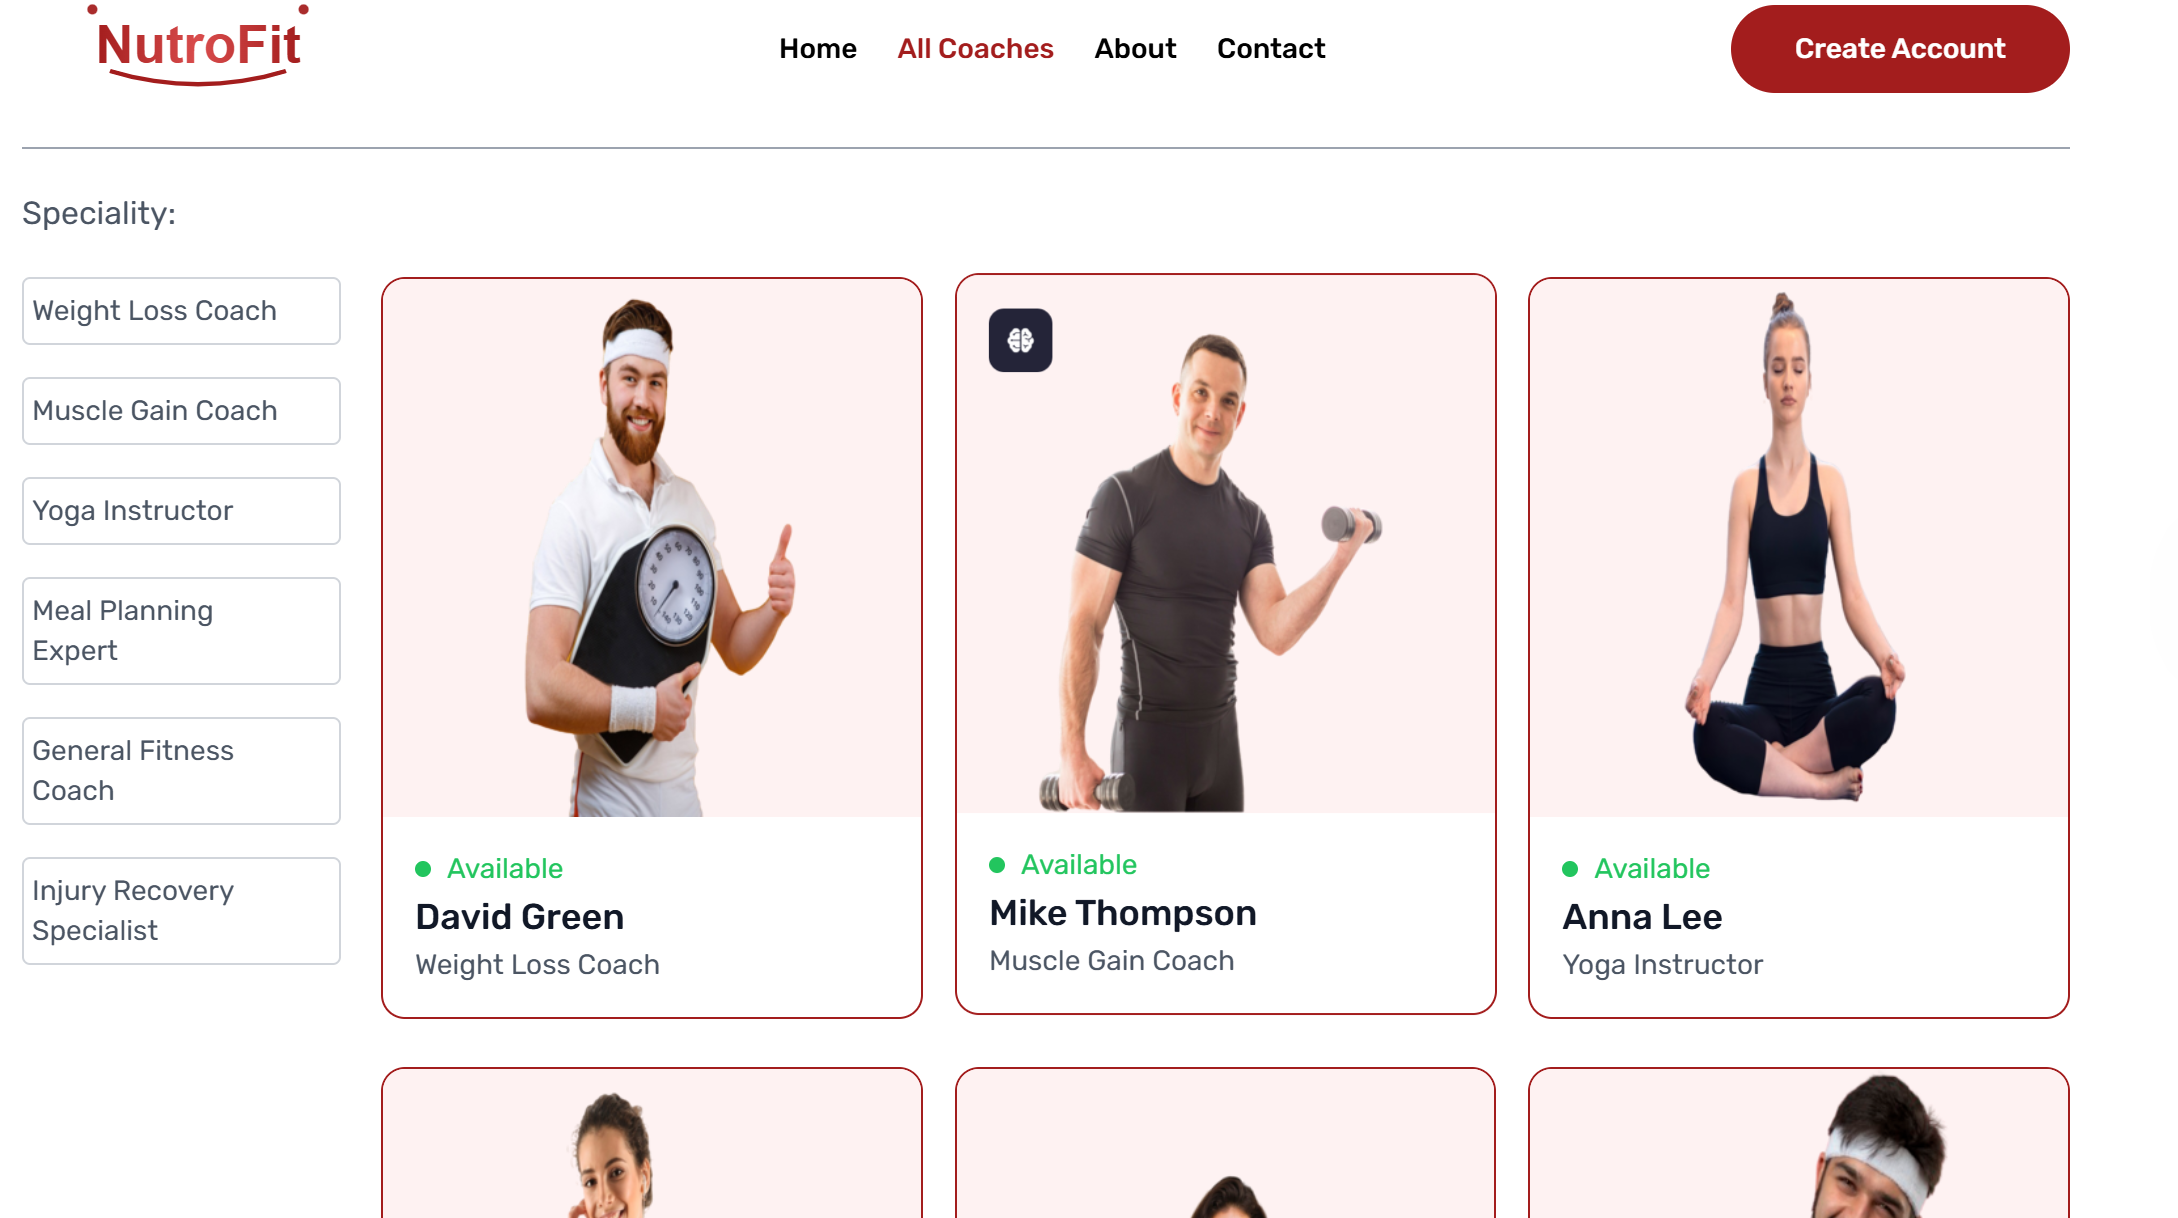 NutroFit
Home
All Coaches
About
Contact
Create Account
Speciality:
Weight Loss Coach
Muscle Gain Coach
Yoga Instructor
Meal Planning
Expert
General Fitness
Coach
Injury Recovery
Specialist
Available
David Green
Weight Loss Coach
Available
Mike Thompson
Muscle Gain Coach
Available
Anna Lee
Yoga Instructor